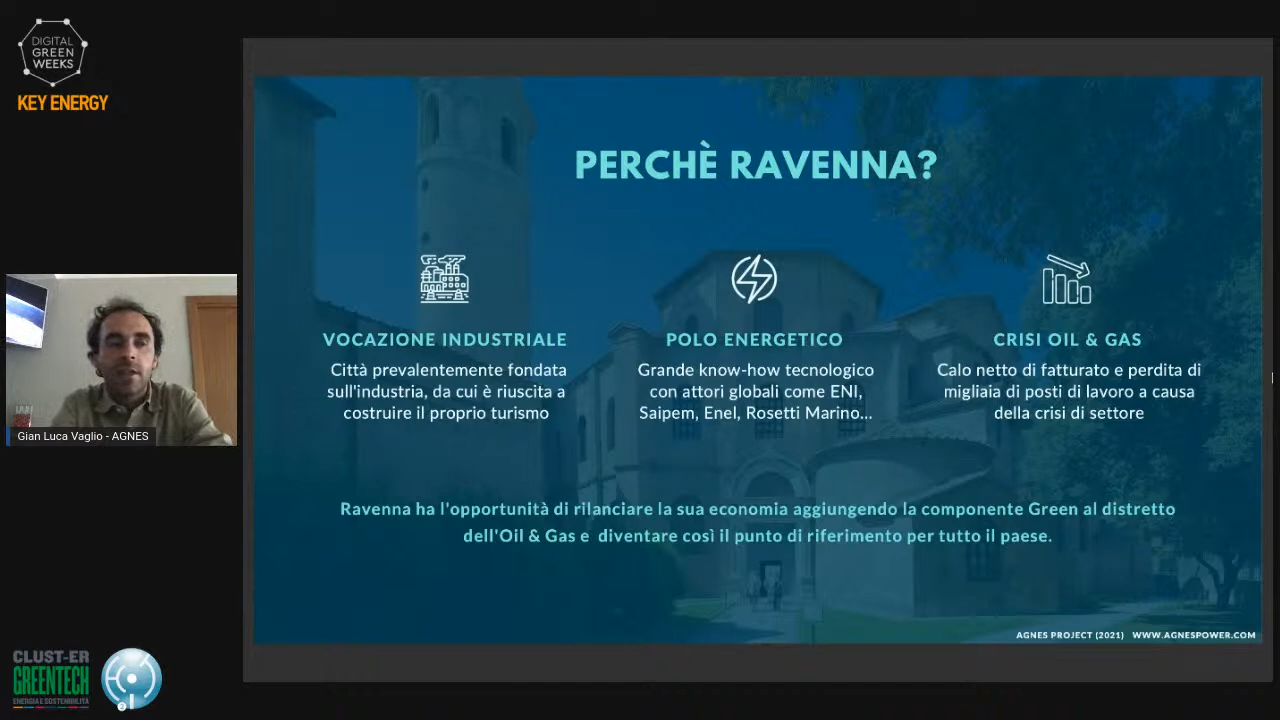 DIGITAL
GREEN
WEEKS
KEY ENERGY
PERCHÈ RAVENNA?
VOCAZIONE INDUSTRIALE
Città prevalentemente fondata
sull'industria, da cui è riuscita a
costruire il proprio turismo
POLO ENERGETICO
Grande know-how tecnologico
con attori globali come ENI,
Saipem, Enel, Rosetti Marino...
CRISI OIL & GAS
Calo netto di fatturato e perdita di
migliaia di posti di lavoro a causa
della crisi di settore
Ravenna ha l'opportunità di rilanciare la sua economia aggiungendo la componente Green al distretto
dell'Oil & Gas e  diventare così il punto di riferimento per tutto il paese.
AGNES PROJECT (2021) WWW.AGNESPOWER.COM
Gian Luca Vaglio - AGNES
CLUST-ER
GREENTECH
ENERGIA E SOSTENIBILITÀ
2